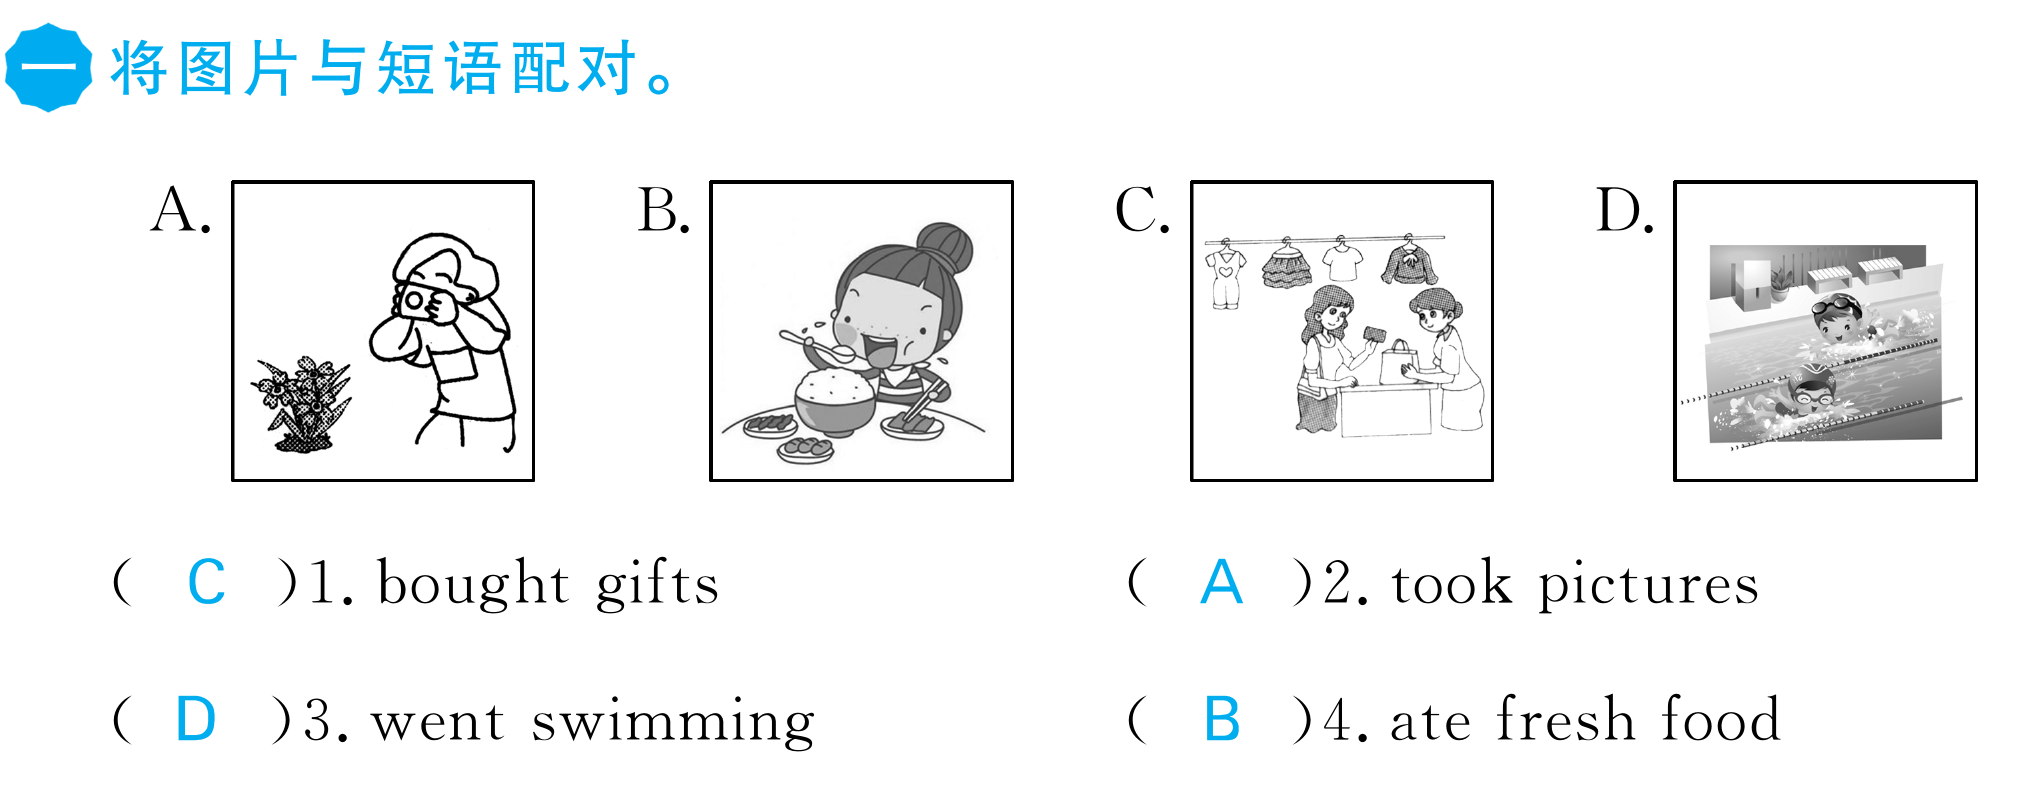 一 将图片与短语配对。
A. B. C. D.
( C )1. bought gifts ( A )2. took pictures
( D )3. went swimming ( B )4. ate fresh food